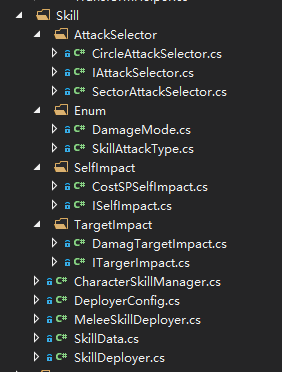 Skill
AttackSelector
C# CircleAttackSelector.cs
C# IAttackSelector.cs
C# SectorAttackSelector.cs
Enum
C# DamageMode.cs
C# SkillAttackType.cs
SelfImpact
C# CostSPSelfImpact.cs
C# ISelfImpact.cs
TargetImpact
C# DamagTargetImpact.cs
C# ITargerImpact.cs
C# CharacterSkillManager.cs
C# DeployerConfig.cs
C# MeleeSkillDeployer.cs
C# SkillData.cs
C# SkillDeployer.cs